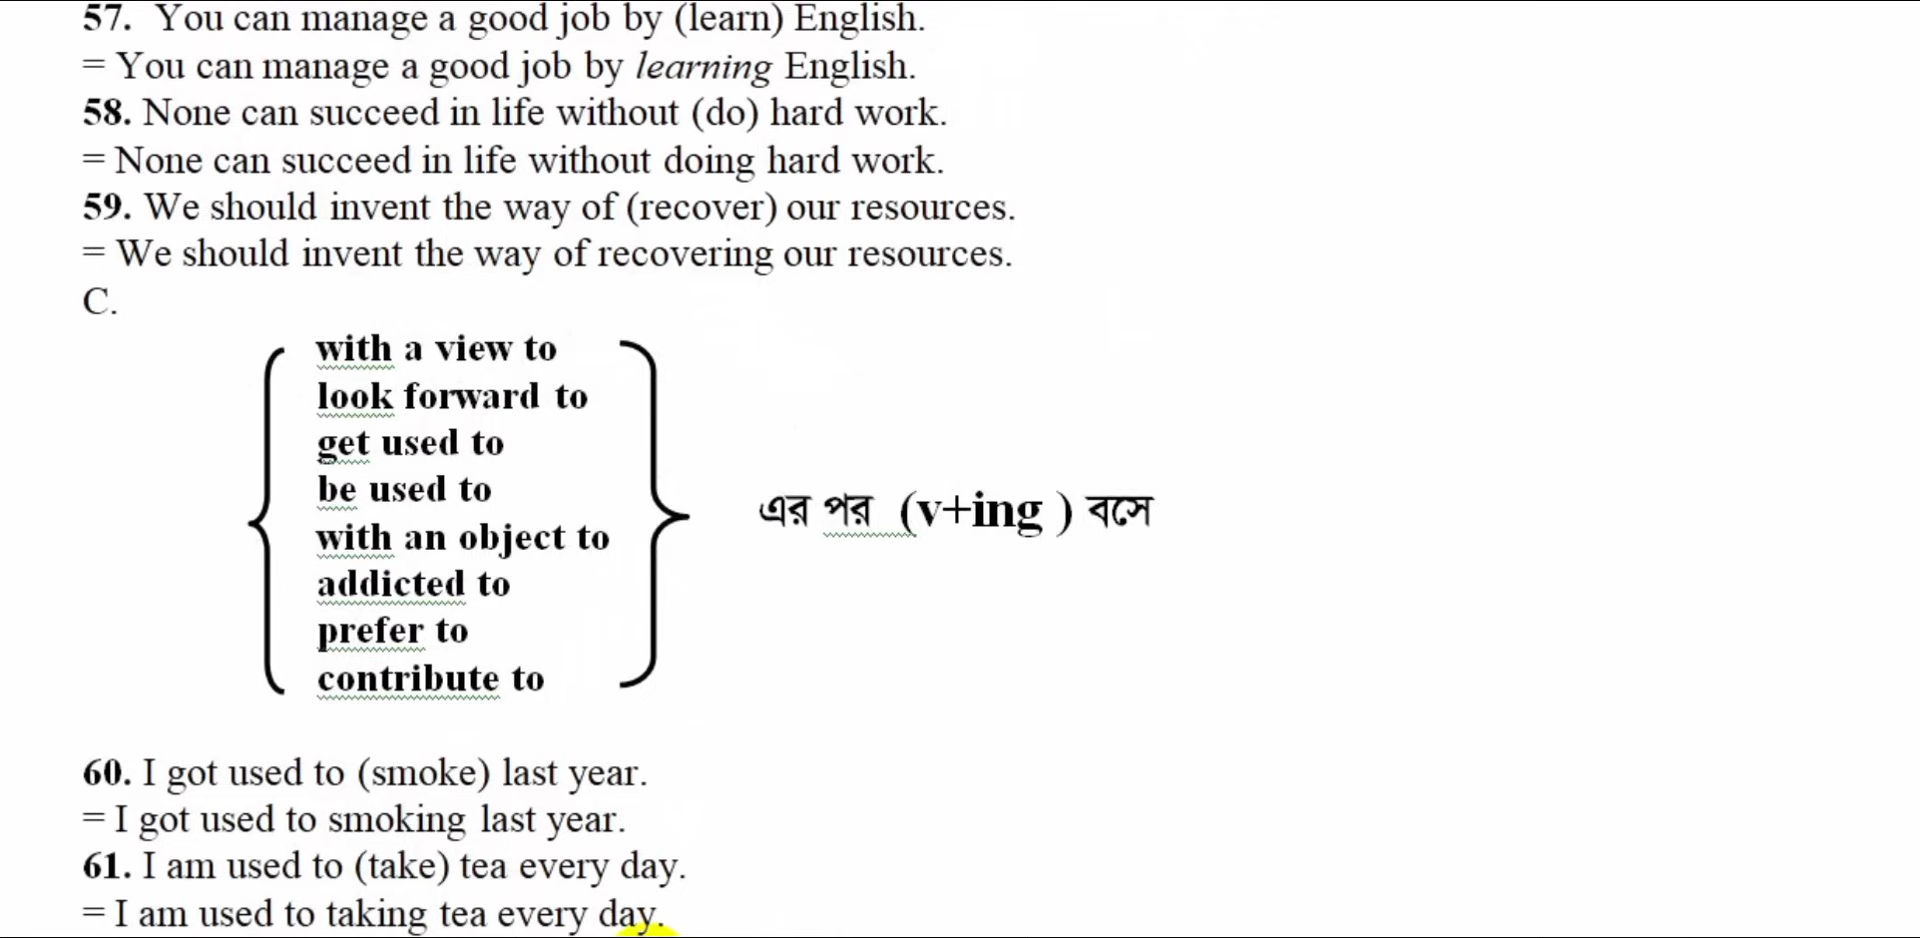 57. You can manage a good job by (learn) English.
= You can manage a good job by learning English.
58. None can succeed in life without (do) hard work.
= None can succeed in life without doing hard work.
59. We should invent the way of (recover) our resources.
= We should invent the way of recovering our resources.
C.
with a view to
look forward to
get used to
be used to
with an object to
addicted to
prefer to
contribute to
এর পর (v+ing ) বসে
60. I got used to (smoke) last year.
= I got used to smoking last year.
61. I am used to (take) tea every day.
= I am used to taking tea every day.